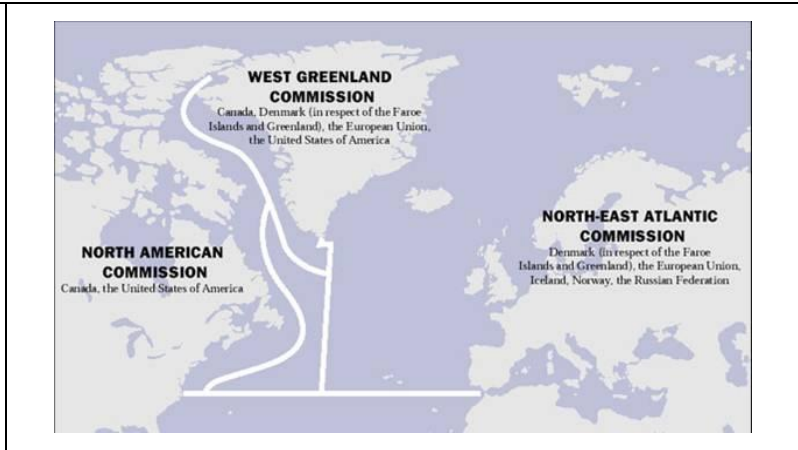 WEST GREENLAND
COMMISSION
Canada, Denmark (in respect of the Faroe
Islands and Greenland), the European Union,
the United States of America
NORTH-EAST ATLANTIC
COMMISSION
Denmark (in respect of the Faroe
Islands and Greenland), the European Union,
Iceland, Norway, the Russian Federation
NORTH AMERICAN
COMMISSION
Canada, the United States of America